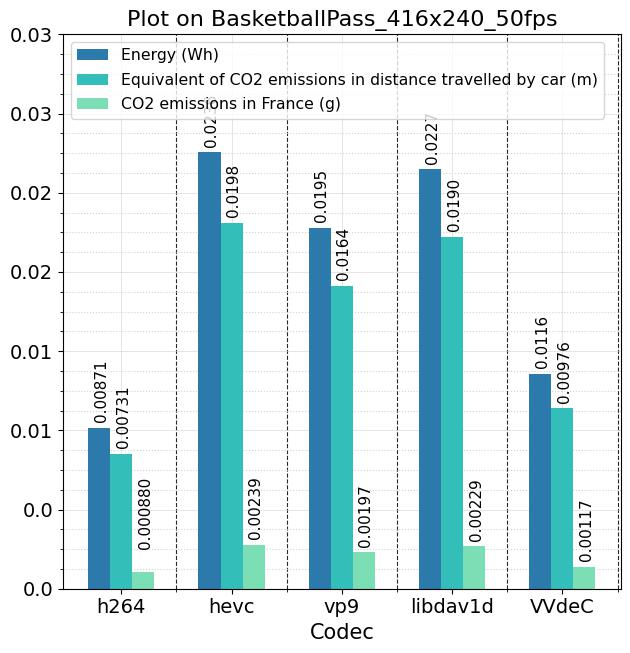 Plot on BasketballPass_416x240_50fps
Energy (Wh)
Equivalent of CO2 emissions in distance travelled by car (m)
CO2 emissions in France (g)
0.03
0.03
0.02
0.02
0.01
0.01
0.0
0.0
0.00871
0.00731
0.000880
0.0198
0.00239
0.0195
0.0164
0.00197
0.0227
0.0190
0.00229
0.0116
0.00976
0.00117
h264
hevc
vp9
libdav1d
VVdeC
Codec